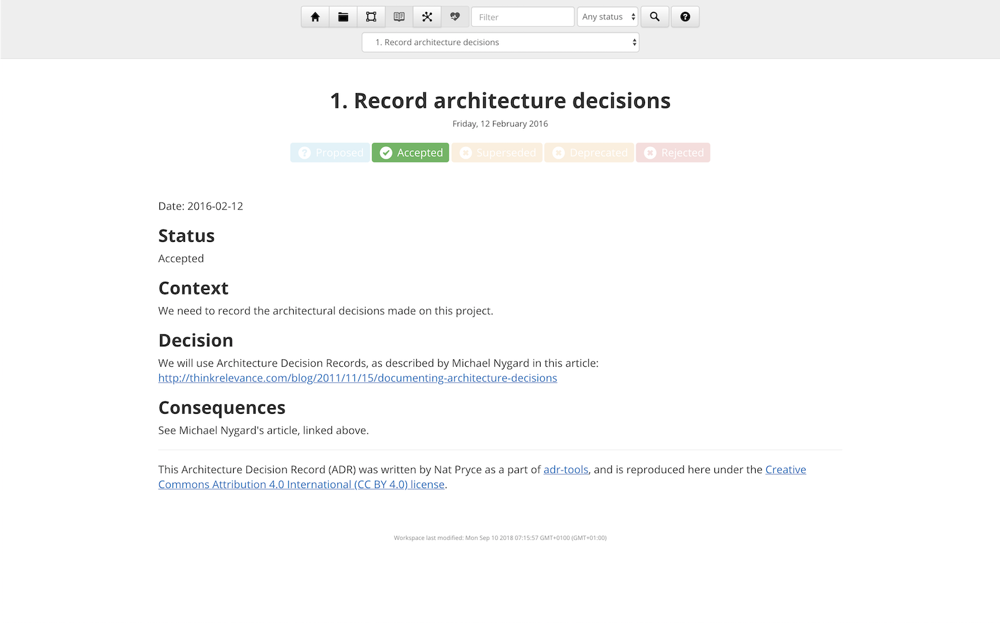 Filter
Any status
1. Record architecture decisions
1. Record architecture decisions
Friday, 12 February 2016
Proposed
Accepted
Superseded
Deprecated
Rejected
Date: 2016-02-12
Status
Accepted
Context
We need to record the architectural decisions made on this project.
Decision
We will use Architecture Decision Records, as described by Michael Nygard in this article:
http://thinkrelevance.com/blog/2011/11/15/documenting-architecture-decisions
Consequences
See Michael Nygard's article, linked above.
This Architecture Decision Record (ADR) was written by Nat Pryce as a part of adr-tools, and is reproduced here under the Creative
Commons Attribution 4.0 International (CC BY 4.0) license.
Workspace last modified: Mon Sep 10 2018 07:15:57 GMT+0100 (GMT+01:00)